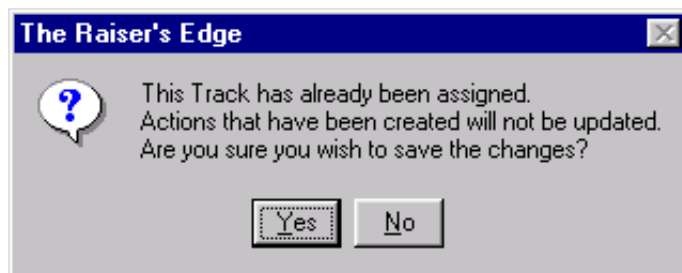 The Raiser's Edge
This Track has already been assigned.
Actions that have been created will not be updated.
Are you sure you wish to save the changes?
Yes No